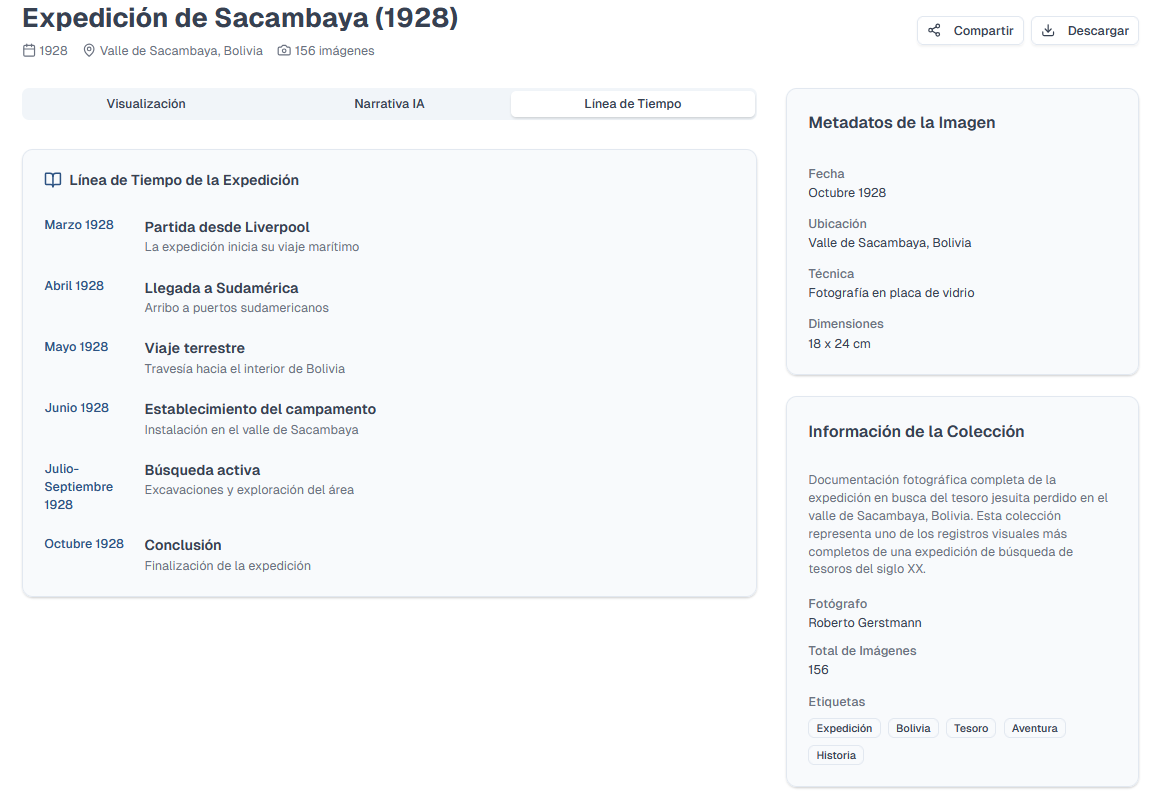 Expedición de Sacambaya (1928)
1928 Valle de Sacambaya, Bolivia 156 imágenes
Compartir
Descargar
Visualización
Narrativa IA
Línea de Tiempo
Línea de Tiempo de la Expedición
Marzo 1928
Partida desde Liverpool
La expedición inicia su viaje marítimo
Abril 1928
Llegada a Sudamérica
Arribo a puertos sudamericanos
Mayo 1928
Viaje terrestre
Travesía hacia el interior de Bolivia
Junio 1928
Establecimiento del campamento
Instalación en el valle de Sacambaya
Julio-
Septiembre
1928
Búsqueda activa
Excavaciones y exploración del área
Octubre 1928
Conclusión
Finalización de la expedición
Metadatos de la Imagen
Fecha
Octubre 1928
Ubicación
Valle de Sacambaya, Bolivia
Técnica
Fotografía en placa de vidrio
Dimensiones
18 x 24 cm
Información de la Colección
Documentación fotográfica completa de la
expedición en busca del tesoro jesuita perdido en el
valle de Sacambaya, Bolivia. Esta colección
representa uno de los registros visuales más
completos de una expedición de búsqueda de
tesoros del siglo XX.
Fotógrafo
Roberto Gerstmann
Total de Imágenes
156
Etiquetas
Expedición
Bolivia
Tesoro
Aventura
Historia